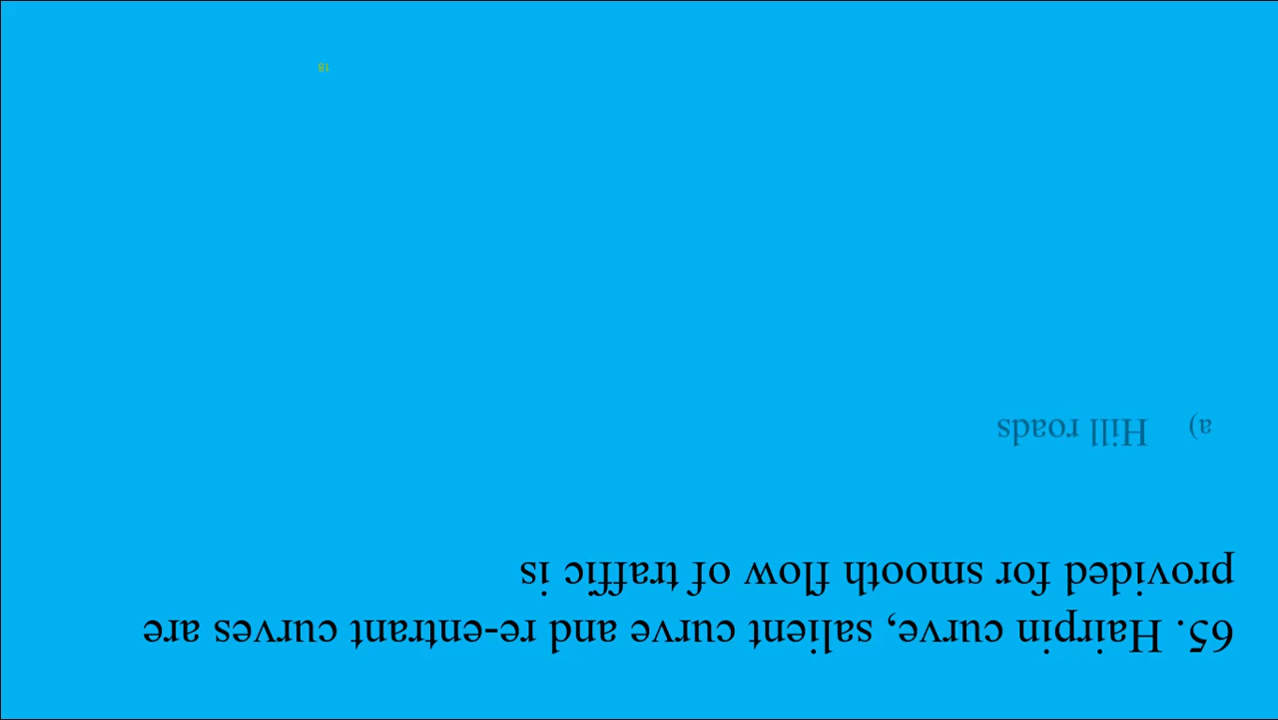 65. Hairpin curve, salient curve and re-entrant curves are
provided for smooth flow of traffic is
a) Hill roads
18